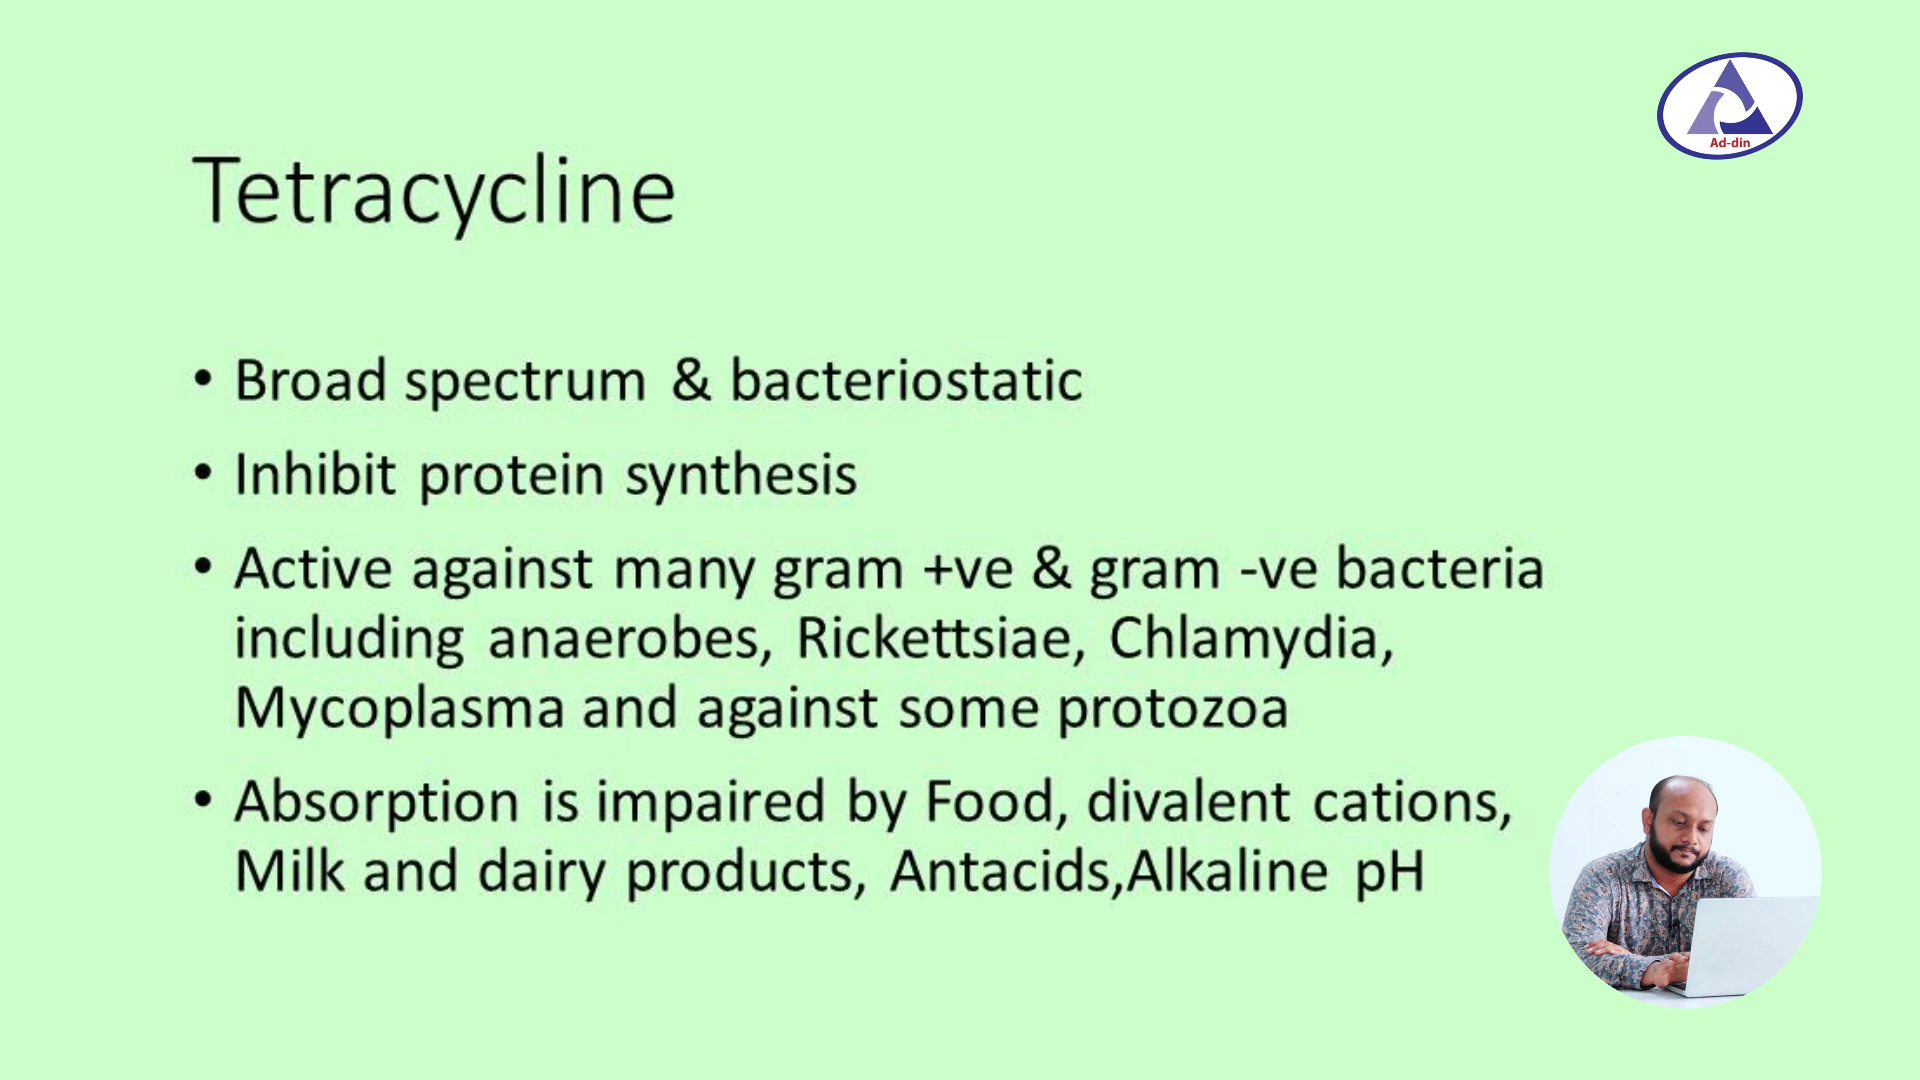 Ad-din
Tetracycline
• Broad spectrum & bacteriostatic
• Inhibit protein synthesis
• Active against many gram +ve & gram -ve bacteria
including anaerobes, Rickettsiae, Chlamydia,
Mycoplasma and against some protozoa
• Absorption is impaired by Food, divalent cations,
Milk and dairy products, Antacids,Alkaline pH